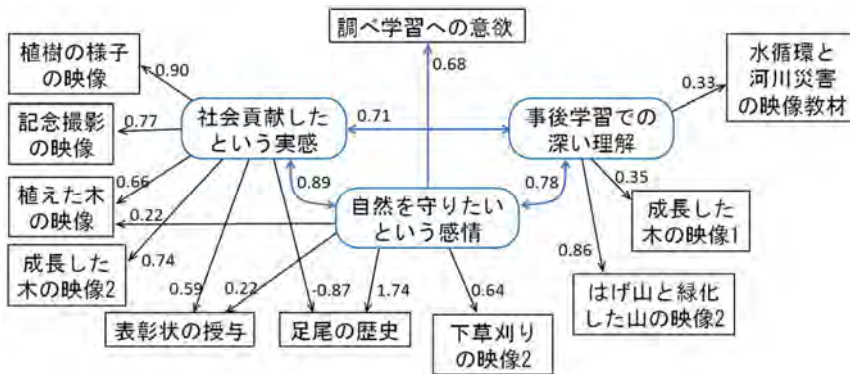 調べ学習への意欲
植樹の様子
の映像
0.90
0.68
水循環と
河川災害
の映像教材
0.33
記念撮影
の映像
0.77
社会貢献した
という実感
0.71
事後学習での
深い理解
植えた木
の映像
0.66
0.22
0.89
自然を守りたい
という感情
0.78
0.35
成長した
木の映像1
成長した
木の映像2
0.74
0.59
0.22
-0.87
1.74
0.64
0.86
はげ山と緑化
した山の映像2
表彰状の授与
足尾の歴史
下草刈り
の映像2